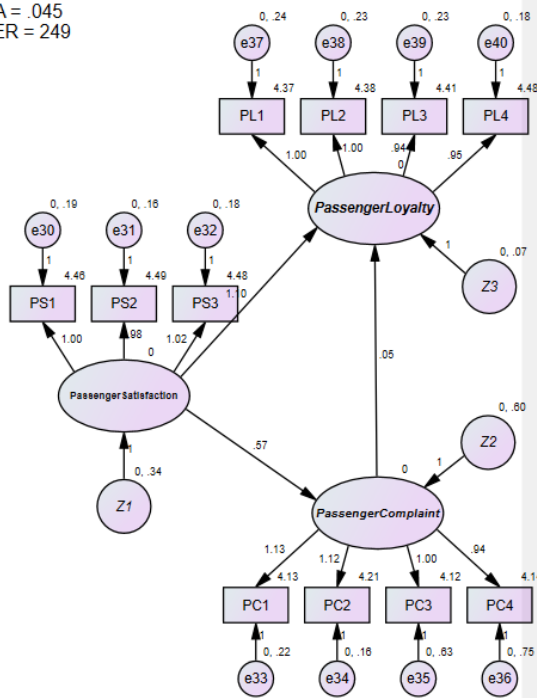 A = .045
ER = 249
0, .24
0, .23
0, .23
0, .18
e37
e38
e39
e40
1
1
1
1
4.37
4.38
4.41
4.48
PL1
PL2
PL3
PL4
1.00
1.00
.94
.95
0
PassengerLoyalty
0, .19
0, .16
0, .18
e30
e31
e32
1
1
1
1
0, .07
Z3
4.46
4.49
4.48
PS1
PS2
PS3
1.10
1.00
.98
1.02
0
.05
PassengerSatisfaction
.57
0, .60
Z2
1
1
0, .34
Z1
0
PassengerComplaint
1.13
1.12
1.00
.94
4.13
4.21
4.12
PC1
PC2
PC3
PC4
1
1
1
1
0, .22
0, .16
0, .63
0, .75
e33
e34
e35
e36